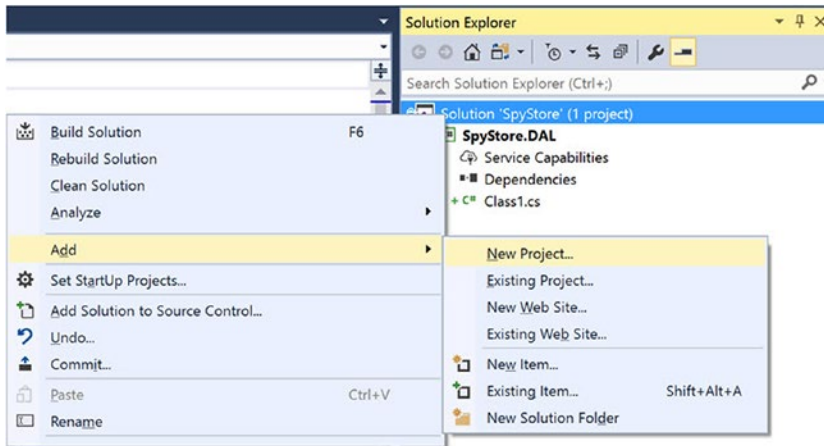 Solution Explorer
Search Solution Explorer (Ctrl+;)
Solution 'SpyStore' (1 project)
SpyStore.DAL
Service Capabilities
Dependencies
+ C# Class1.cs
Build Solution F6
Rebuild Solution
Clean Solution
Analyze
Add
Set StartUp Projects...
Add Solution to Source Control...
Undo...
Commit...
Paste Ctrl+V
Rename
New Project...
Existing Project...
New Web Site...
Existing Web Site...
New Item...
Existing Item... Shift+Alt+A
New Solution Folder